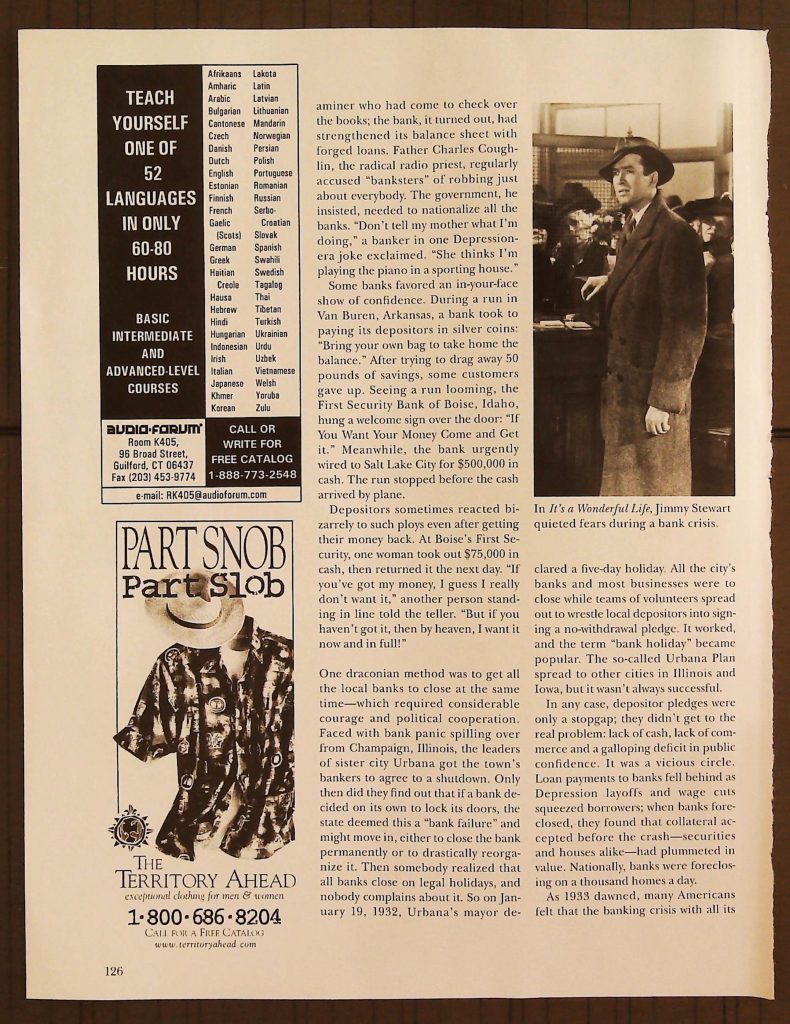 TEACH
YOURSELF
ONE OF
52
LANGUAGES
IN ONLY
60-80
HOURS
BASIC
INTERMEDIATE
AND
ADVANCED-LEVEL
COURSES
Afrikaans
Amharic
Arabic
Bulgarian
Cantonese
Czech
Danish
Dutch
English
Estonian
Finnish
French
Gaelic
(Scots)
German
Greek
Haitian
Creole
Hausa
Hebrew
Hindi
Hungarian
Indonesian
Irish
Italian
Japanese
Khmer
Korean
Lakota
Latin
Latvian
Lithuanian
Mandarin
Norwegian
Persian
Polish
Portuguese
Romanian
Russian
Serbo-
Croatian
Slovak
Spanish
Swahili
Swedish
Tagalog
Thai
Tibetan
Turkish
Ukrainian
Urdu
Uzbek
Vietnamese
Welsh
Yoruba
Zulu
AUDIO·FORUM®
Room K405,
96 Broad Street,
Guilford, CT 06437
Fax (203) 453-9774
CALL OR
WRITE FOR
FREE CATALOG
1-888-773-2548
e-mail: RK405@audioforum.com
PART SNOB
Part Slob
THE
TERRITORY AHEAD
exceptional clothing for men & women
1·800·686·8204
CALL FOR A FREE CATALOG
www.territoryahead.com
126
aminer who had come to check over
the books; the bank, it turned out, had
strengthened its balance sheet with
forged loans. Father Charles Cough-
lin, the radical radio priest, regularly
accused “banksters” of robbing just
about everybody. The government, he
insisted, needed to nationalize all the
banks. “Don’t tell my mother what I’m
doing,” a banker in one Depression-
era joke exclaimed. “She thinks I’m
playing the piano in a sporting house.”
Some banks favored an in-your-face
show of confidence. During a run in
Van Buren, Arkansas, a bank took to
paying its depositors in silver coins:
“Bring your own bag to take home the
balance.” After trying to drag away 50
pounds of savings, some customers
gave up. Seeing a run looming, the
First Security Bank of Boise, Idaho,
hung a welcome sign over the door: “If
You Want Your Money Come and Get
it.” Meanwhile, the bank urgently
wired to Salt Lake City for $500,000 in
cash. The run stopped before the cash
arrived by plane.
Depositors sometimes reacted bi-
zarrely to such ploys even after getting
their money back. At Boise’s First Se-
curity, one woman took out $75,000 in
cash, then returned it the next day. “If
you’ve got my money, I guess I really
don’t want it,” another person stand-
ing in line told the teller. “But if you
haven’t got it, then by heaven, I want it
now and in full!”
One draconian method was to get all
the local banks to close at the same
time—which required considerable
courage and political cooperation.
Faced with bank panic spilling over
from Champaign, Illinois, the leaders
of sister city Urbana got the town’s
bankers to agree to a shutdown. Only
then did they find out that if a bank de-
cided on its own to lock its doors, the
state deemed this a “bank failure” and
might move in, either to close the bank
permanently or to drastically reorga-
nize it. Then somebody realized that
all banks close on legal holidays, and
nobody complains about it. So on Jan-
uary 19, 1932, Urbana’s mayor de-
In It’s a Wonderful Life, Jimmy Stewart
quieted fears during a bank crisis.
clared a five-day holiday. All the city’s
banks and most businesses were to
close while teams of volunteers spread
out to wrestle local depositors into sign-
ing a no-withdrawal pledge. It worked,
and the term “bank holiday” became
popular. The so-called Urbana Plan
spread to other cities in Illinois and
Iowa, but it wasn’t always successful.
In any case, depositor pledges were
only a stopgap; they didn’t get to the
real problem: lack of cash, lack of com-
merce and a galloping deficit in public
confidence. It was a vicious circle.
Loan payments to banks fell behind as
Depression layoffs and wage cuts
squeezed borrowers; when banks fore-
closed, they found that collateral ac-
cepted before the crash—securities
and houses alike—had plummeted in
value. Nationally, banks were foreclos-
ing on a thousand homes a day.
As 1933 dawned, many Americans
felt that the banking crisis with all its